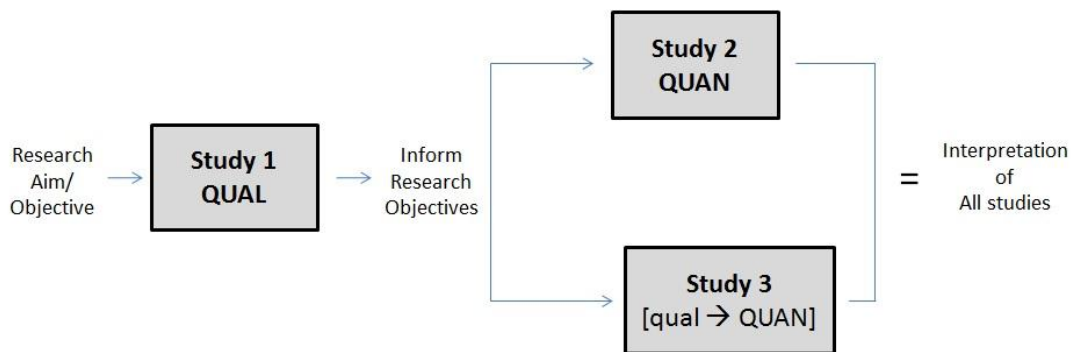 Research
Aim/
Objective
Study 1
QUAL
Inform
Research
Objectives
Study 2
QUAN
Study 3
[qual → QUAN]
=
Interpretation
of
All studies